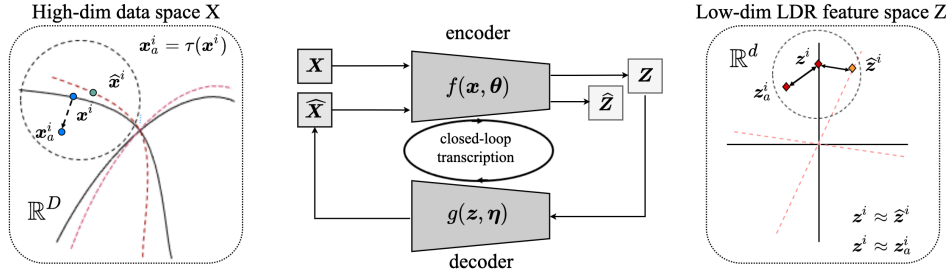 High-dim data space X
x_a^i = τ(x^i)
x̂^i
x^i
x_a^i
ℝ^D
encoder
X
f(x, θ)
Z
X̂
Ẑ
closed-loop
transcription
g(z, η)
decoder
Low-dim LDR feature space Z
ℝ^d
z^i
ẑ^i
z_a^i
z^i ≈ ẑ^i
z^i ≈ z_a^i